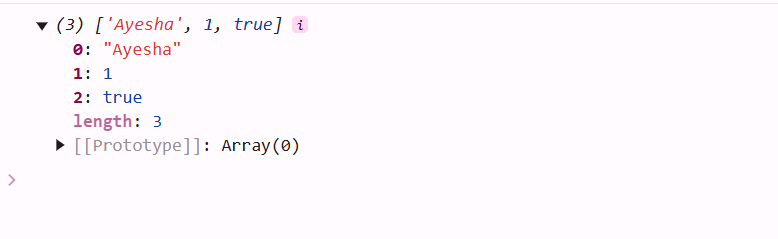 (3) ['Ayesha', 1, true] i
0: "Ayesha"
1: 1
2: true
length: 3
[[Prototype]]: Array(0)